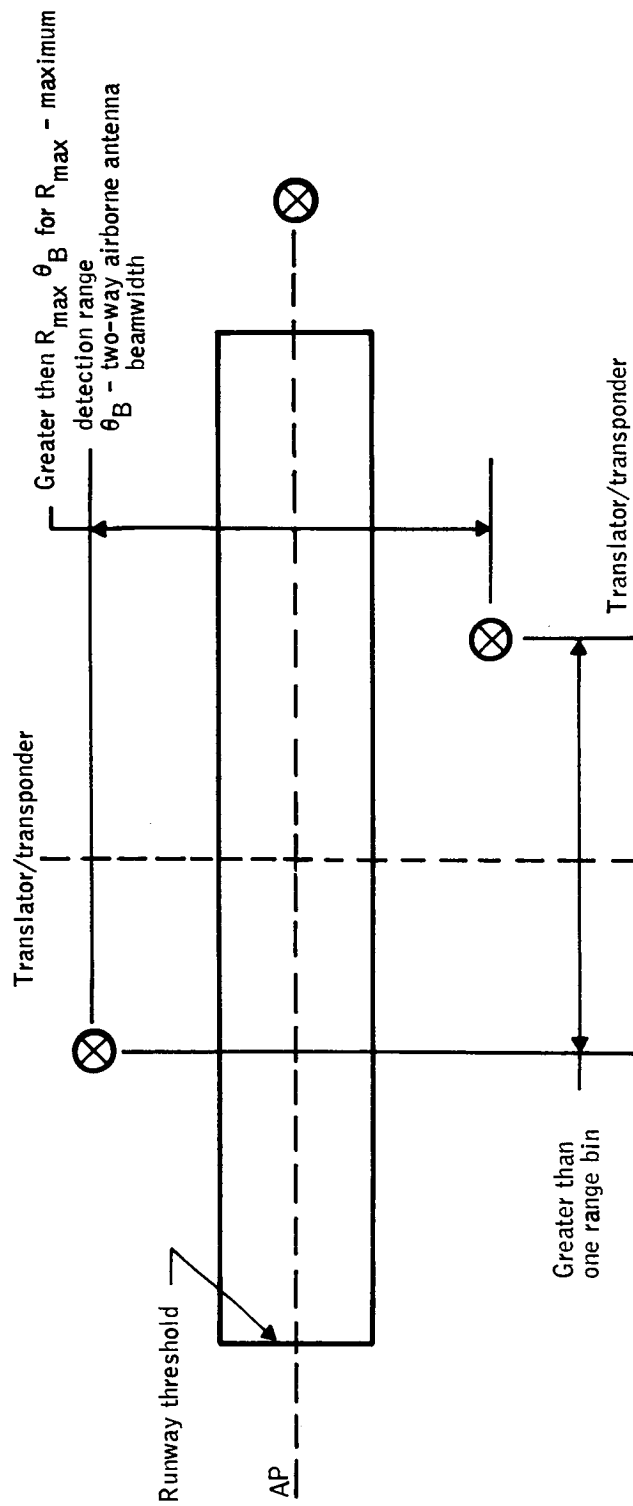 Translator/transponder
Greater then R_max θ_B for R_max - maximum
detection range
θ_B - two-way airborne antenna
beamwidth
Runway threshold
AP
Greater than
one range bin
Translator/transponder